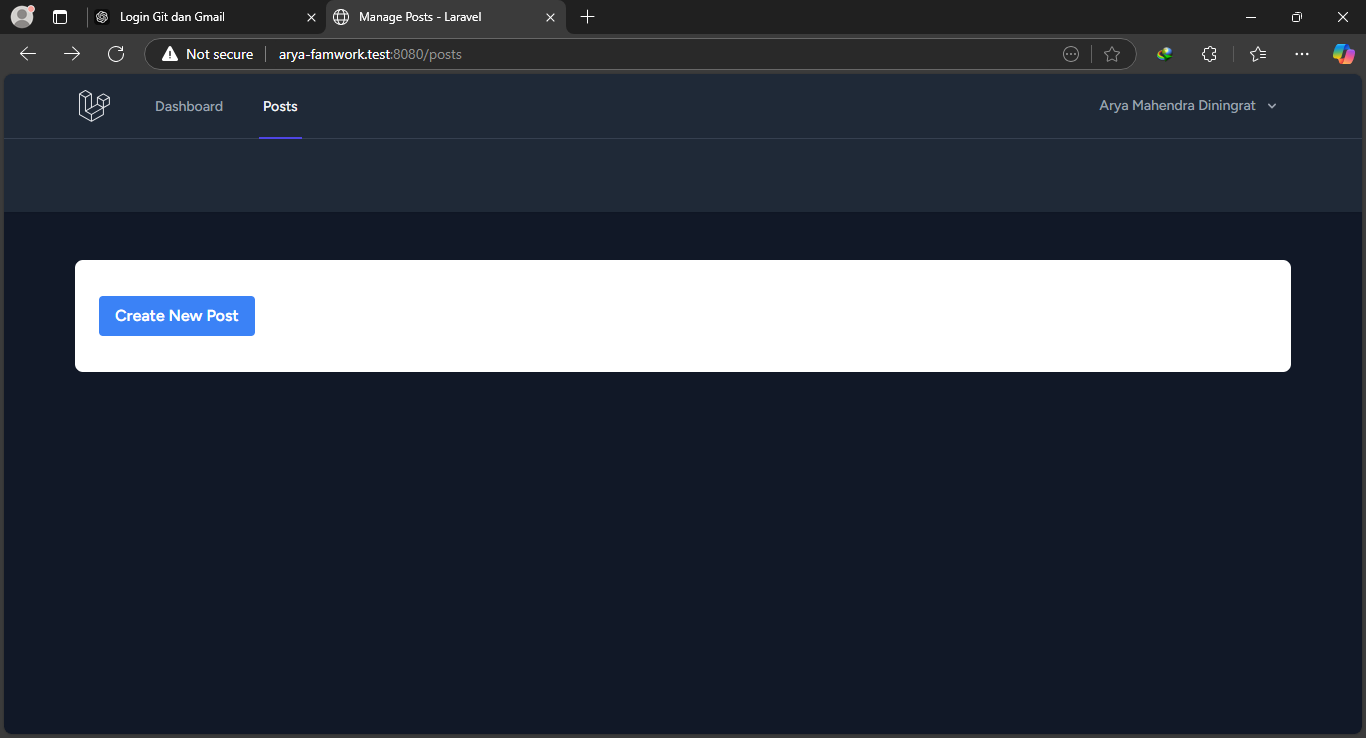 Login Git dan Gmail
Manage Posts - Laravel
Not secure
arya-famwork.test:8080/posts
Dashboard
Posts
Arya Mahendra Diningrat
Create New Post